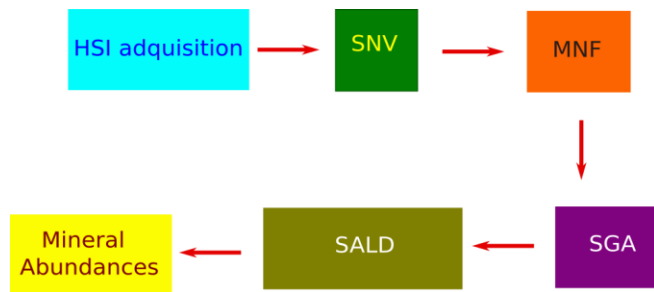 HSI adquisition
SNV
MNF
SGA
SALD
Mineral
Abundances